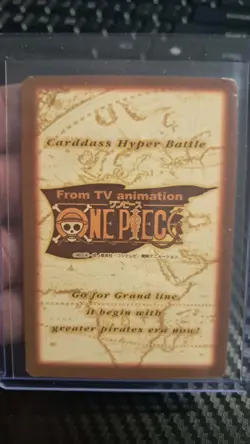 Carddass Hyper Battle
From TV animation
ワンピース
ONE PIECE
Go for Grand line,
it begin with
greater pirates era now!